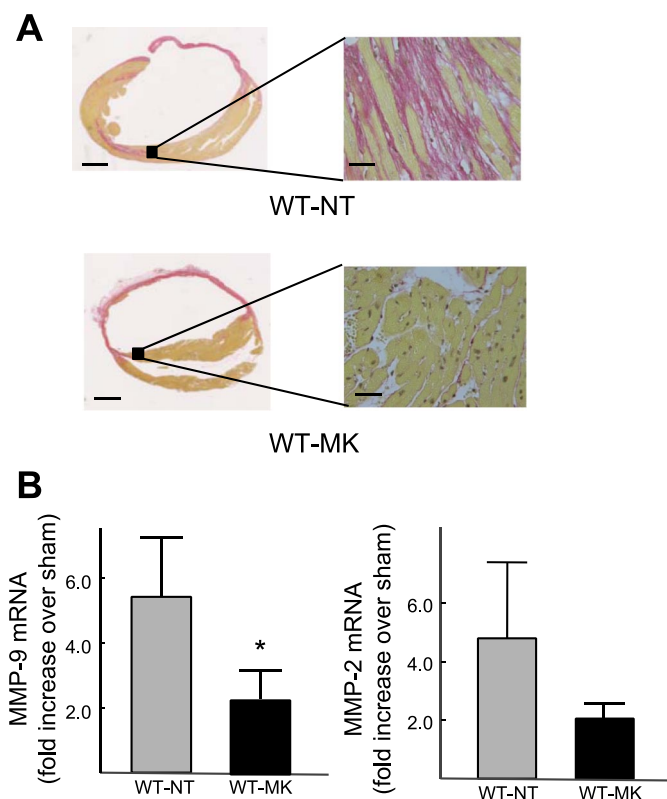 A
WT-NT
WT-MK
B
MMP-9 mRNA
(fold increase over sham)
6.0
4.0
2.0
*
WT-NT
WT-MK
MMP-2 mRNA
(fold increase over sham)
6.0
4.0
2.0
WT-NT
WT-MK